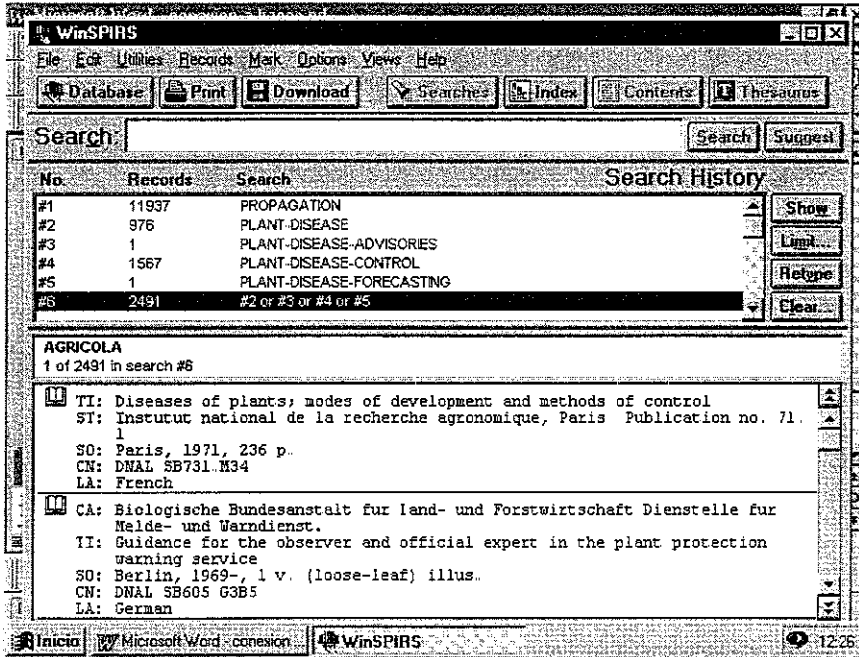 WinSPIRS
File Edit Utilities Records Mark Options Views Help
Database Print Download Searches Index Contents Thesaurus
Search: Search Suggest
No. Records Search Search History
#1 11937 PROPAGATION Show
#2 976 PLANT-DISEASE
#3 1 PLANT-DISEASE-ADVISORIES Limit...
#4 1567 PLANT-DISEASE-CONTROL Retype
#5 1 PLANT-DISEASE-FORECASTING
#6 2491 #2 or #3 or #4 or #5 Clear...
AGRICOLA
1 of 2491 in search #6
TI: Diseases of plants; modes of development and methods of control
ST: Institut national de la recherche agronomique, Paris Publication no. 71.
1
SO: Paris, 1971, 236 p.
CN: DNAL SB731.M34
LA: French
CA: Biologische Bundesanstalt fur Land- und Forstwirtschaft Dienstelle fur
Melde- und Warndienst.
TI: Guidance for the observer and official expert in the plant protection
warning service
SO: Berlin, 1969-, 1 v. (loose-leaf) illus.
CN: DNAL SB605 G3B5
LA: German
Inicio Microsoft Word - conexion WinSPIRS 12:26